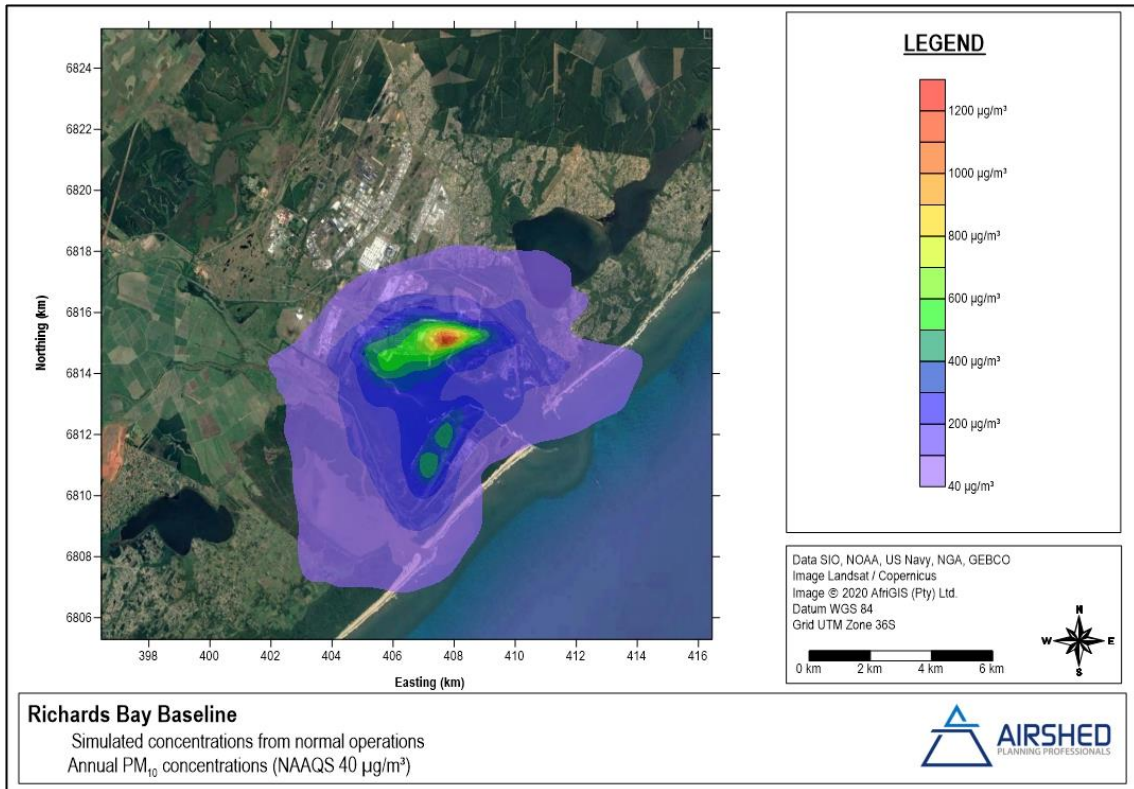 6824
6822
6820
6818
6816
6814
6812
6810
6808
6806
Northing (km)
398 400 402 404 406 408 410 412 414 416
Easting (km)
LEGEND
1200 µg/m³
1000 µg/m³
800 µg/m³
600 µg/m³
400 µg/m³
200 µg/m³
40 µg/m³
Data SIO, NOAA, US Navy, NGA, GEBCO
Image Landsat / Copernicus
Image © 2020 AfriGIS (Pty) Ltd.
Datum WGS 84
Grid UTM Zone 36S
0 km 2 km 4 km 6 km
N
W E
S
Richards Bay Baseline
Simulated concentrations from normal operations
Annual PM₁₀ concentrations (NAAQS 40 µg/m³)
AIRSHED
PLANNING PROFESSIONALS